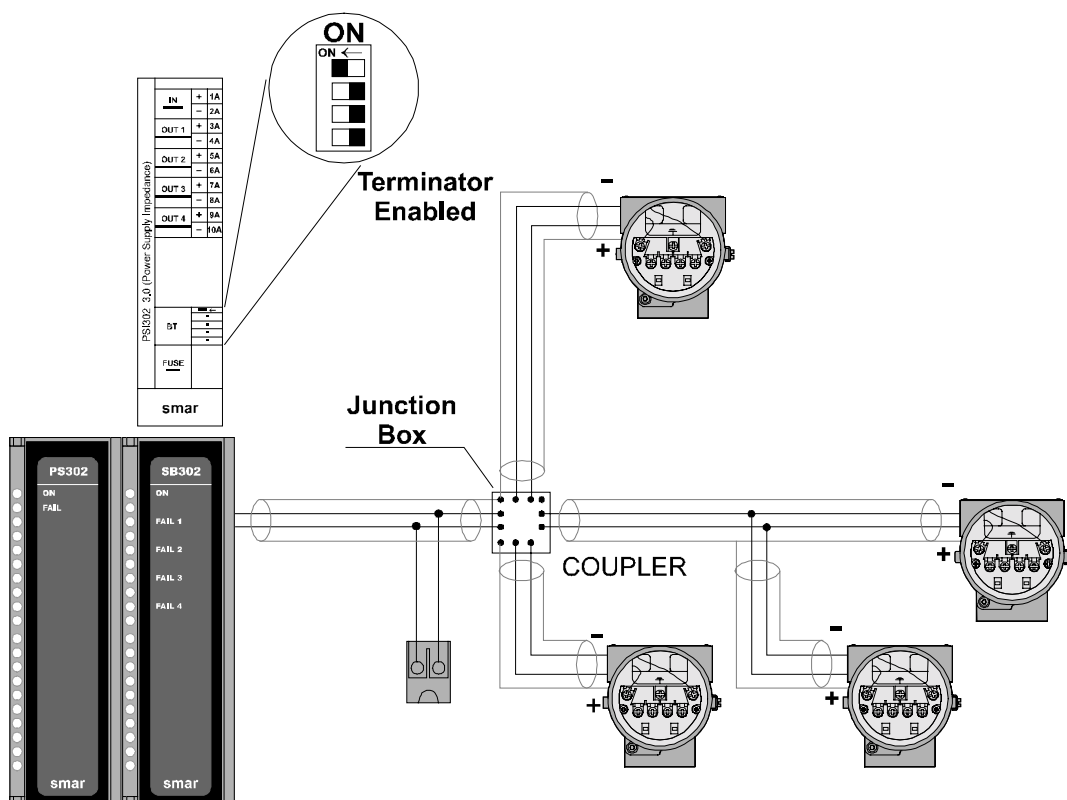 ON
ON ←
IN + 1A
– 2A
OUT 1 + 3A
– 4A
OUT 2 + 5A
– 6A
OUT 3 + 7A
– 8A
OUT 4 + 9A
– 10A
PSI302 3.0 (Power Supply Impedance)
BT
FUSE
smar
Terminator
Enabled
–
+
Junction
Box
PS302
ON
FAIL
smar
SB302
ON
FAIL 1
FAIL 2
FAIL 3
FAIL 4
smar
COUPLER
–
+
–
+
–
+